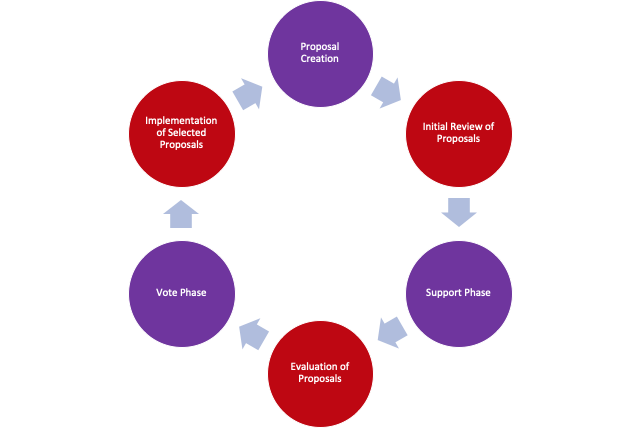 Proposal
Creation
Initial Review of
Proposals
Support Phase
Evaluation of
Proposals
Vote Phase
Implementation
of Selected
Proposals